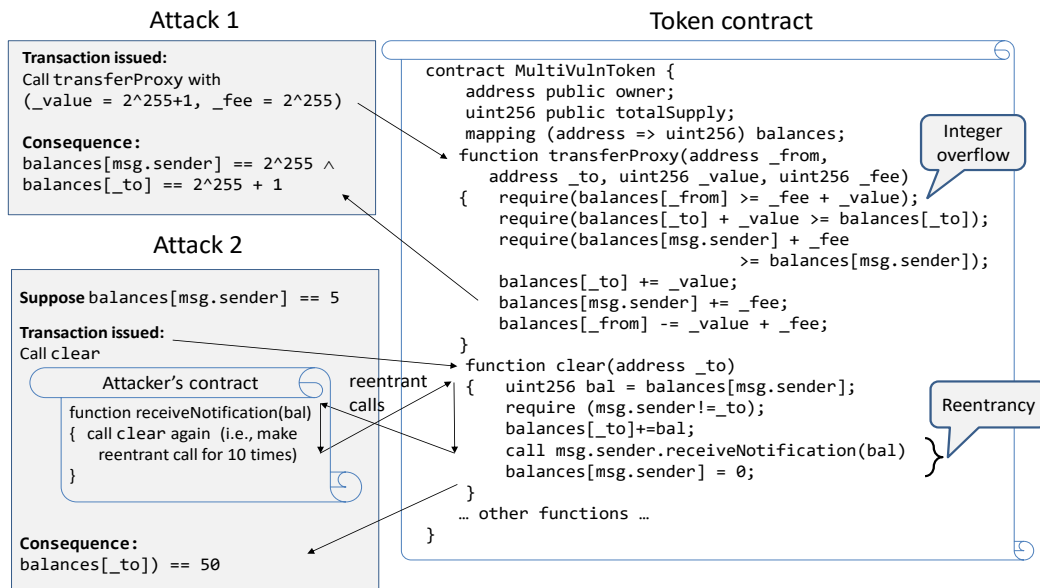 Attack 1
Transaction issued:
Call transferProxy with
(_value = 2^255+1, _fee = 2^255)
Consequence:
balances[msg.sender] == 2^255 ∧
balances[_to] == 2^255 + 1
Attack 2
Suppose balances[msg.sender] == 5
Transaction issued:
Call clear
Attacker's contract
function receiveNotification(bal)
{ call clear again (i.e., make
reentrant call for 10 times)
}
Consequence:
balances[_to]) == 50
reentrant
calls
Token contract
contract MultiVulnToken {
address public owner;
uint256 public totalSupply;
mapping (address => uint256) balances;
function transferProxy(address _from,
address _to, uint256 _value, uint256 _fee)
{ require(balances[_from] >= _fee + _value);
require(balances[_to] + _value >= balances[_to]);
require(balances[msg.sender] + _fee
>= balances[msg.sender]);
balances[_to] += _value;
balances[msg.sender] += _fee;
balances[_from] -= _value + _fee;
}
function clear(address _to)
{ uint256 bal = balances[msg.sender];
require (msg.sender!=_to);
balances[_to]+=bal;
call msg.sender.receiveNotification(bal)
balances[msg.sender] = 0;
}
… other functions …
}
Integer
overflow
Reentrancy